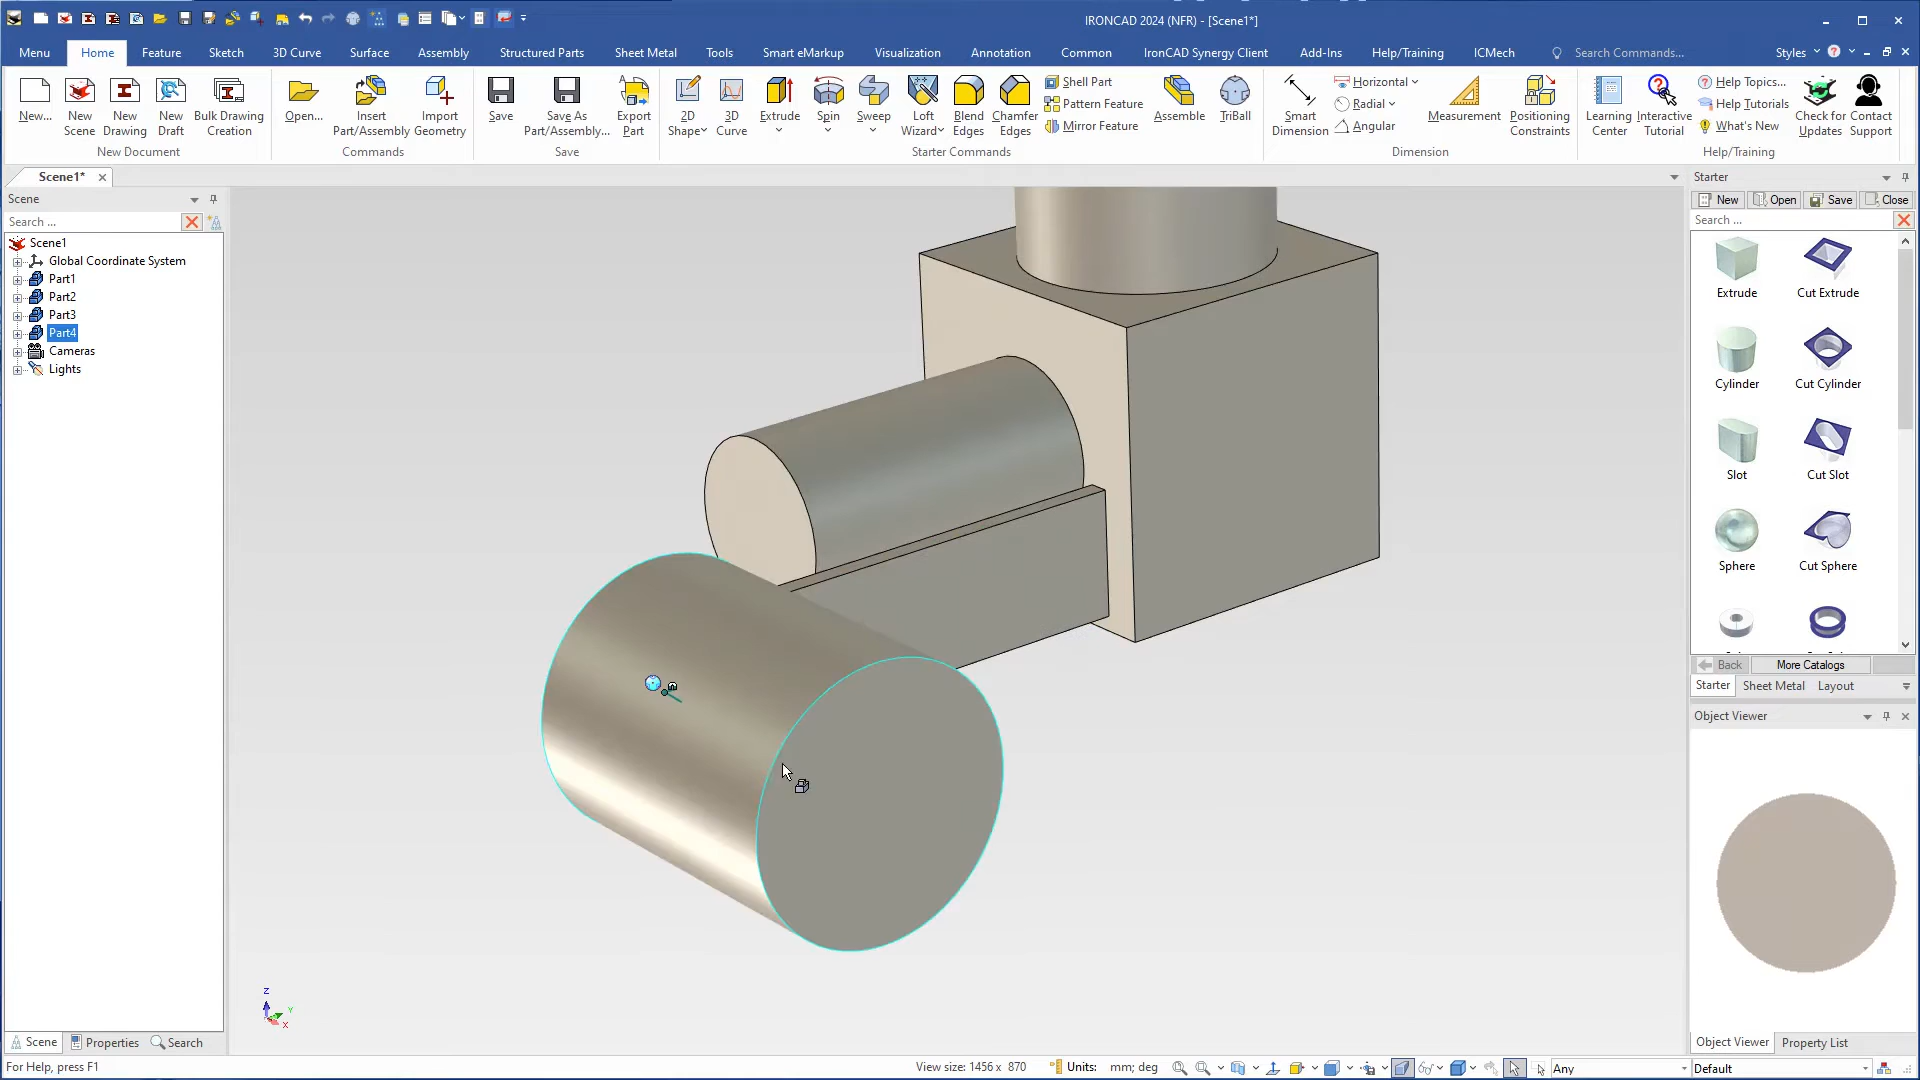 IRONCAD 2024 (NFR) - [Scene1*]
Menu Home Feature Sketch 3D Curve Surface Assembly Structured Parts Sheet Metal Tools Smart eMarkup Visualization Annotation Common IronCAD Synergy Client Add-Ins Help/Training ICMech Search Commands... Styles
New... New Scene New Drawing New Draft Bulk Drawing Creation
New Document
Open... Insert Part/Assembly Import Geometry
Commands
Save Save As Part/Assembly... Export Part
Save
2D Shape 3D Curve Extrude Spin Sweep Loft Wizard Blend Edges Chamfer Edges
Shell Part
Pattern Feature
Mirror Feature
Assemble TriBall
Starter Commands
Smart Dimension
Horizontal
Radial
Angular
Measurement Positioning Constraints
Dimension
Learning Center Interactive Tutorial
Help Topics...
Help Tutorials
What's New
Check for Updates Contact Support
Help/Training
Scene1*
Scene
Search ...
Scene1
Global Coordinate System
Part1
Part2
Part3
Part4
Cameras
Lights
Z
Y
X
Scene Properties Search
Starter
New Open Save Close
Search ...
Extrude Cut Extrude
Cylinder Cut Cylinder
Slot Cut Slot
Sphere Cut Sphere
Back More Catalogs
Starter Sheet Metal Layout
Object Viewer
Object Viewer Property List
For Help, press F1
View size: 1456 x 870 Units: mm; deg Any Default